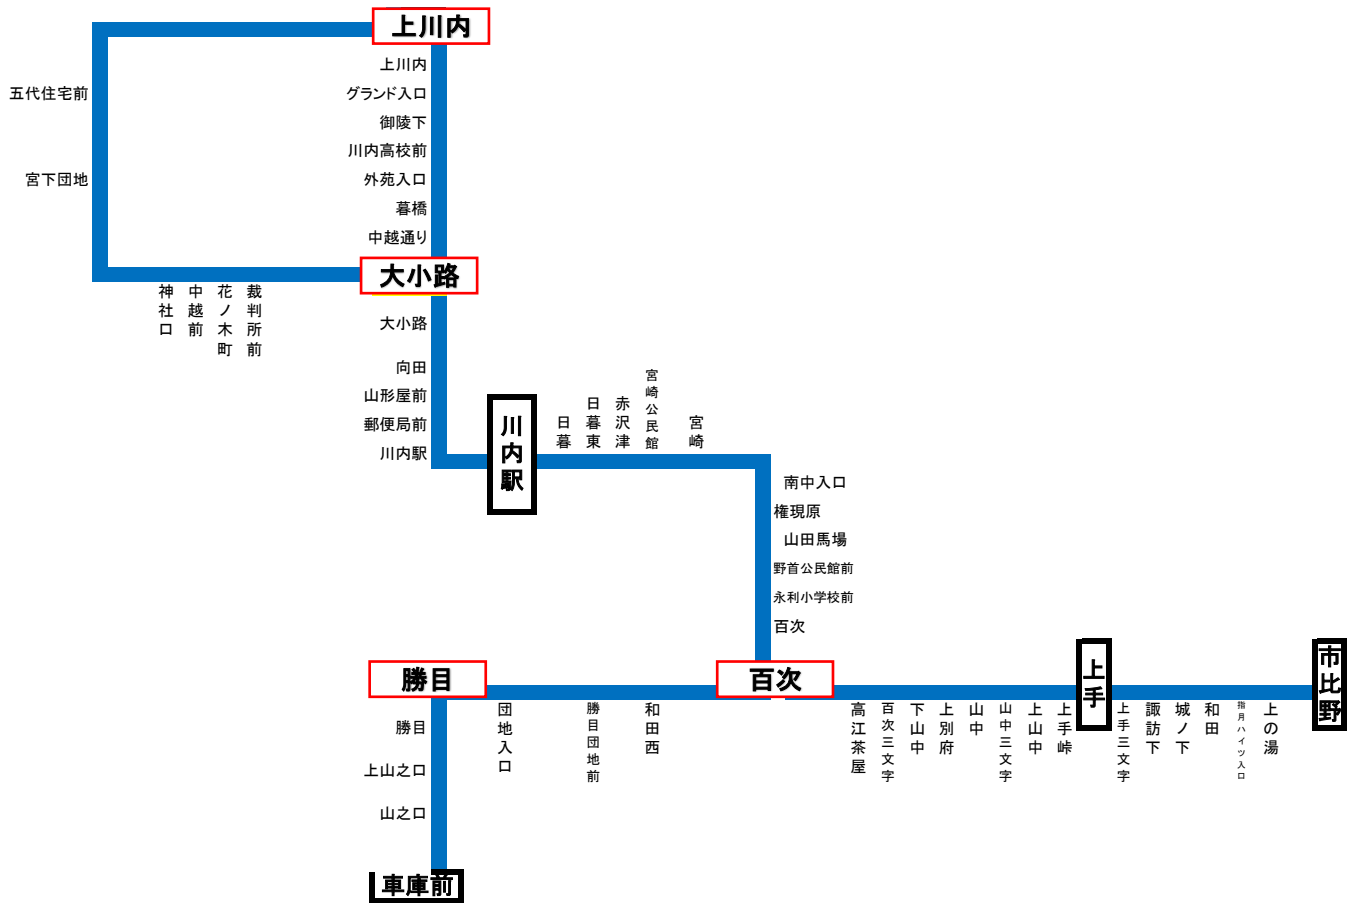 上川内
上川内
グランド入口
御陵下
川内高校前
外苑入口
暮橋
中越通り
五代住宅前
宮下団地
大小路
神社口
中越前
花ノ木町
裁判所前
大小路
向田
山形屋前
郵便局前
川内駅
川内駅
日暮
日暮東
赤沢津
宮崎公民館
宮崎
南中入口
権現原
山田馬場
野首公民館前
永利小学校前
百次
勝目
百次
上手
市比野
団地入口
勝目団地前
和田西
高江茶屋
百次三文字
下山中
上別府
山中
山中三文字
上山中
上手峠
上手三文字
諏訪下
城ノ下
和田
指月ハイツ入口
上の湯
勝目
上山之口
山之口
車庫前